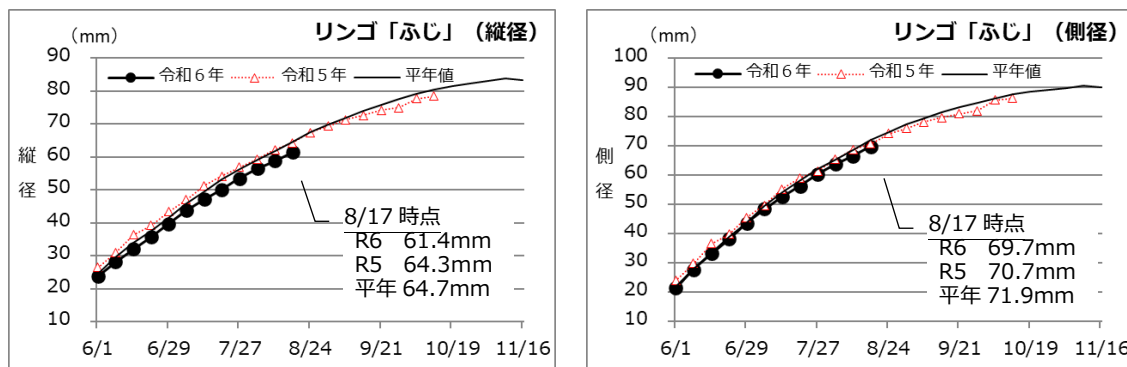 リンゴ「ふじ」（縦径）
（mm）
令和６年 令和５年 平年値
90
80
70
60
50
40
30
20
10
縦径
8/17 時点
R6 61.4mm
R5 64.3mm
平年 64.7mm
6/1 6/29 7/27 8/24 9/21 10/19 11/16
リンゴ「ふじ」（側径）
（mm）
令和６年 令和５年 平年値
100
90
80
70
60
50
40
30
20
10
側径
8/17 時点
R6 69.7mm
R5 70.7mm
平年 71.9mm
6/1 6/29 7/27 8/24 9/21 10/19 11/16